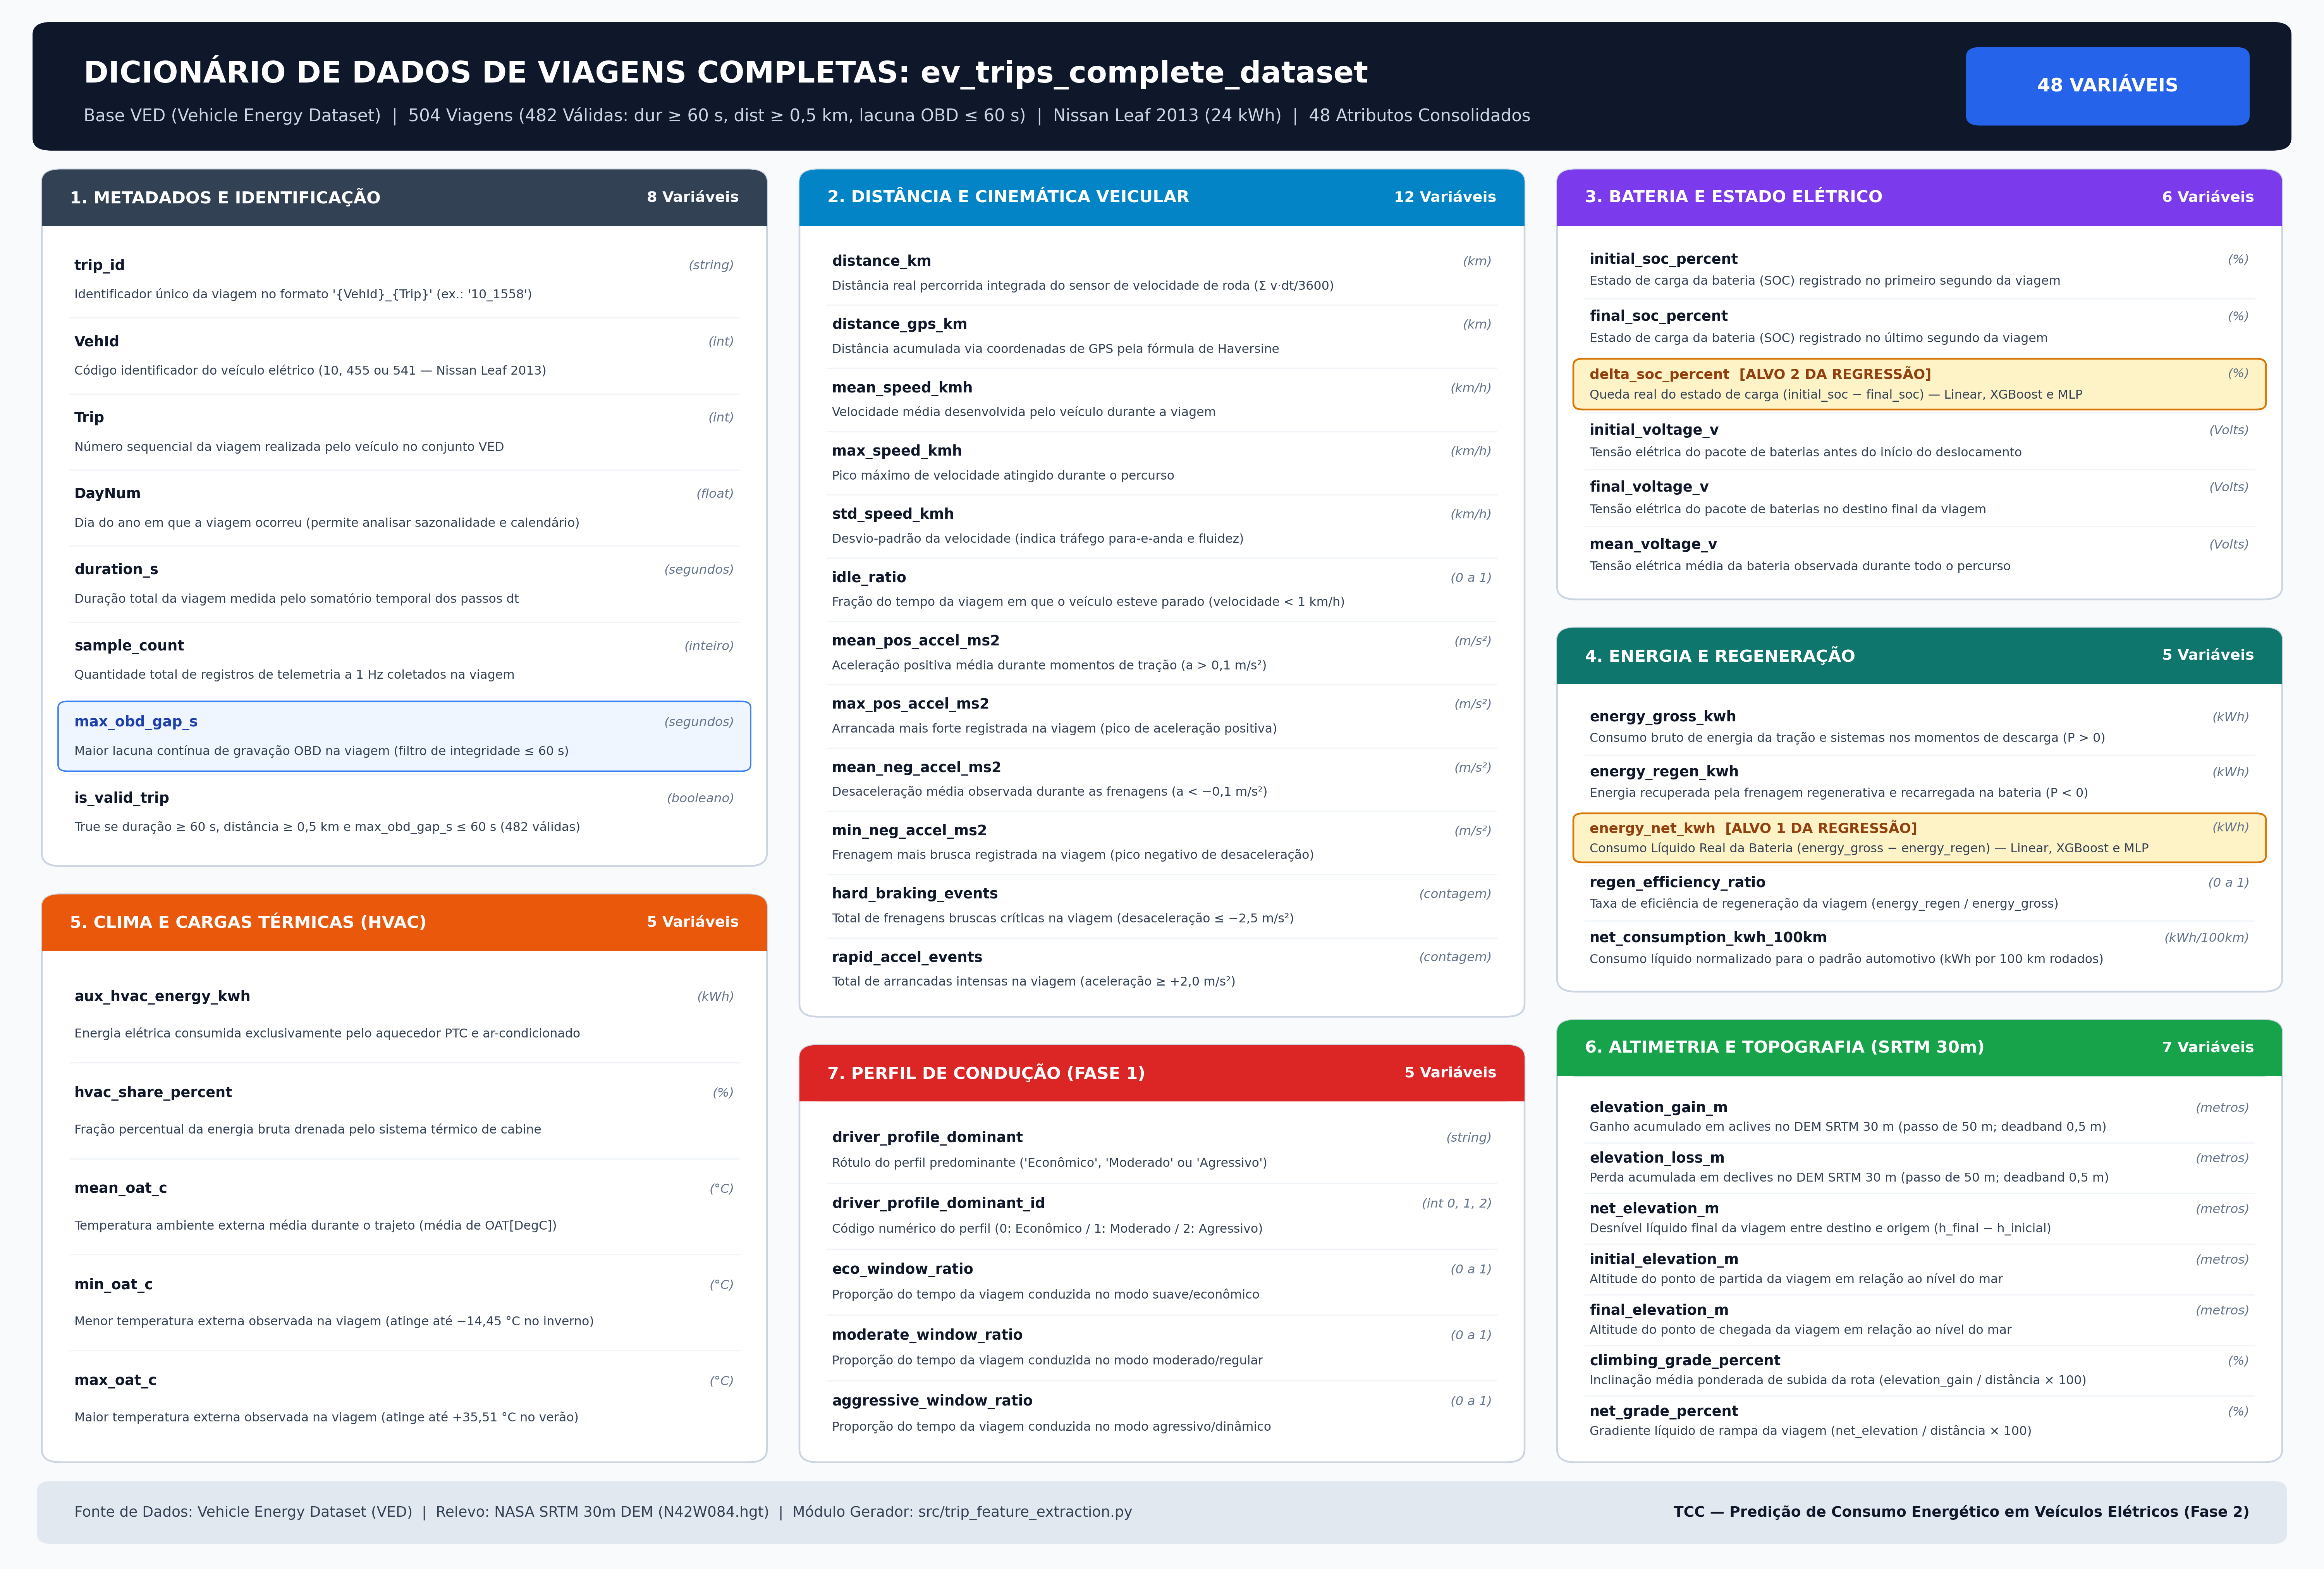 DICIONÁRIO DE DADOS DE VIAGENS COMPLETAS: ev_trips_complete_dataset
Base VED (Vehicle Energy Dataset) | 504 Viagens (482 Válidas: dur ≥ 60 s, dist ≥ 0,5 km, lacuna OBD ≤ 60 s) | Nissan Leaf 2013 (24 kWh) | 48 Atributos Consolidados
48 VARIÁVEIS
1. METADADOS E IDENTIFICAÇÃO 8 Variáveis
trip_id (string)
Identificador único da viagem no formato '{VehId}_{Trip}' (ex.: '10_1558')
VehId (int)
Código identificador do veículo elétrico (10, 455 ou 541 — Nissan Leaf 2013)
Trip (int)
Número sequencial da viagem realizada pelo veículo no conjunto VED
DayNum (float)
Dia do ano em que a viagem ocorreu (permite analisar sazonalidade e calendário)
duration_s (segundos)
Duração total da viagem medida pelo somatório temporal dos passos dt
sample_count (inteiro)
Quantidade total de registros de telemetria a 1 Hz coletados na viagem
max_obd_gap_s (segundos)
Maior lacuna contínua de gravação OBD na viagem (filtro de integridade ≤ 60 s)
is_valid_trip (booleano)
True se duração ≥ 60 s, distância ≥ 0,5 km e max_obd_gap_s ≤ 60 s (482 válidas)
2. DISTÂNCIA E CINEMÁTICA VEICULAR 12 Variáveis
distance_km (km)
Distância real percorrida integrada do sensor de velocidade de roda (Σ v·dt/3600)
distance_gps_km (km)
Distância acumulada via coordenadas de GPS pela fórmula de Haversine
mean_speed_kmh (km/h)
Velocidade média desenvolvida pelo veículo durante a viagem
max_speed_kmh (km/h)
Pico máximo de velocidade atingido durante o percurso
std_speed_kmh (km/h)
Desvio-padrão da velocidade (indica tráfego para-e-anda e fluidez)
idle_ratio (0 a 1)
Fração do tempo da viagem em que o veículo esteve parado (velocidade < 1 km/h)
mean_pos_accel_ms2 (m/s²)
Aceleração positiva média durante momentos de tração (a > 0,1 m/s²)
max_pos_accel_ms2 (m/s²)
Arrancada mais forte registrada na viagem (pico de aceleração positiva)
mean_neg_accel_ms2 (m/s²)
Desaceleração média observada durante as frenagens (a < −0,1 m/s²)
min_neg_accel_ms2 (m/s²)
Frenagem mais brusca registrada na viagem (pico negativo de desaceleração)
hard_braking_events (contagem)
Total de frenagens bruscas críticas na viagem (desaceleração ≤ −2,5 m/s²)
rapid_accel_events (contagem)
Total de arrancadas intensas na viagem (aceleração ≥ +2,0 m/s²)
3. BATERIA E ESTADO ELÉTRICO 6 Variáveis
initial_soc_percent (%)
Estado de carga da bateria (SOC) registrado no primeiro segundo da viagem
final_soc_percent (%)
Estado de carga da bateria (SOC) registrado no último segundo da viagem
delta_soc_percent [ALVO 2 DA REGRESSÃO] (%)
Queda real do estado de carga (initial_soc − final_soc) — Linear, XGBoost e MLP
initial_voltage_v (Volts)
Tensão elétrica do pacote de baterias antes do início do deslocamento
final_voltage_v (Volts)
Tensão elétrica do pacote de baterias no destino final da viagem
mean_voltage_v (Volts)
Tensão elétrica média da bateria observada durante todo o percurso
4. ENERGIA E REGENERAÇÃO 5 Variáveis
energy_gross_kwh (kWh)
Consumo bruto de energia da tração e sistemas nos momentos de descarga (P > 0)
energy_regen_kwh (kWh)
Energia recuperada pela frenagem regenerativa e recarregada na bateria (P < 0)
energy_net_kwh [ALVO 1 DA REGRESSÃO] (kWh)
Consumo Líquido Real da Bateria (energy_gross − energy_regen) — Linear, XGBoost e MLP
regen_efficiency_ratio (0 a 1)
Taxa de eficiência de regeneração da viagem (energy_regen / energy_gross)
net_consumption_kwh_100km (kWh/100km)
Consumo líquido normalizado para o padrão automotivo (kWh por 100 km rodados)
5. CLIMA E CARGAS TÉRMICAS (HVAC) 5 Variáveis
aux_hvac_energy_kwh (kWh)
Energia elétrica consumida exclusivamente pelo aquecedor PTC e ar-condicionado
hvac_share_percent (%)
Fração percentual da energia bruta drenada pelo sistema térmico de cabine
mean_oat_c (°C)
Temperatura ambiente externa média durante o trajeto (média de OAT[DegC])
min_oat_c (°C)
Menor temperatura externa observada na viagem (atinge até −14,45 °C no inverno)
max_oat_c (°C)
Maior temperatura externa observada na viagem (atinge até +35,51 °C no verão)
7. PERFIL DE CONDUÇÃO (FASE 1) 5 Variáveis
driver_profile_dominant (string)
Rótulo do perfil predominante ('Econômico', 'Moderado' ou 'Agressivo')
driver_profile_dominant_id (int 0, 1, 2)
Código numérico do perfil (0: Econômico / 1: Moderado / 2: Agressivo)
eco_window_ratio (0 a 1)
Proporção do tempo da viagem conduzida no modo suave/econômico
moderate_window_ratio (0 a 1)
Proporção do tempo da viagem conduzida no modo moderado/regular
aggressive_window_ratio (0 a 1)
Proporção do tempo da viagem conduzida no modo agressivo/dinâmico
6. ALTIMETRIA E TOPOGRAFIA (SRTM 30m) 7 Variáveis
elevation_gain_m (metros)
Ganho acumulado em aclives no DEM SRTM 30 m (passo de 50 m; deadband 0,5 m)
elevation_loss_m (metros)
Perda acumulada em declives no DEM SRTM 30 m (passo de 50 m; deadband 0,5 m)
net_elevation_m (metros)
Desnível líquido final da viagem entre destino e origem (h_final − h_inicial)
initial_elevation_m (metros)
Altitude do ponto de partida da viagem em relação ao nível do mar
final_elevation_m (metros)
Altitude do ponto de chegada da viagem em relação ao nível do mar
climbing_grade_percent (%)
Inclinação média ponderada de subida da rota (elevation_gain / distância × 100)
net_grade_percent (%)
Gradiente líquido de rampa da viagem (net_elevation / distância × 100)
Fonte de Dados: Vehicle Energy Dataset (VED) | Relevo: NASA SRTM 30m DEM (N42W084.hgt) | Módulo Gerador: src/trip_feature_extraction.py
TCC — Predição de Consumo Energético em Veículos Elétricos (Fase 2)